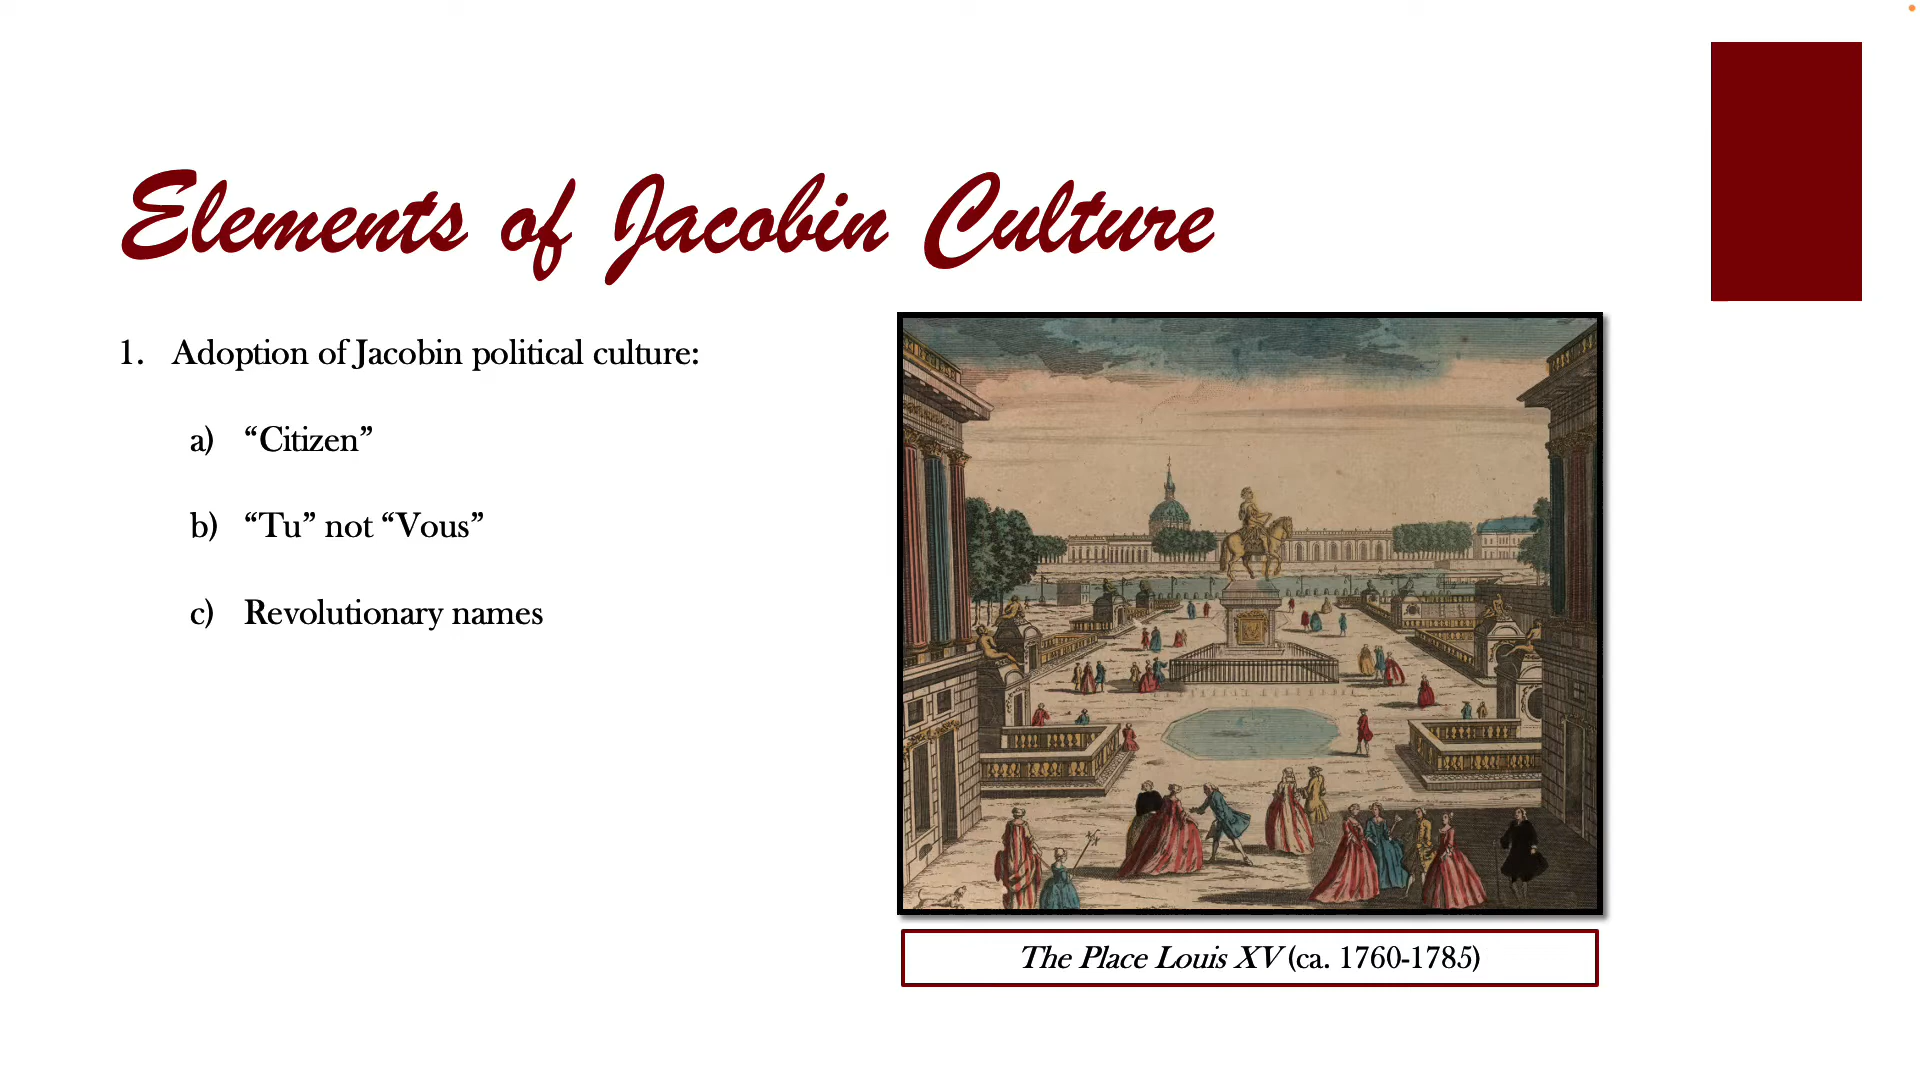 Elements of Jacobin Culture
1. Adoption of Jacobin political culture:
a) “Citizen”
b) “Tu” not “Vous”
c) Revolutionary names
The Place Louis XV (ca. 1760-1785)